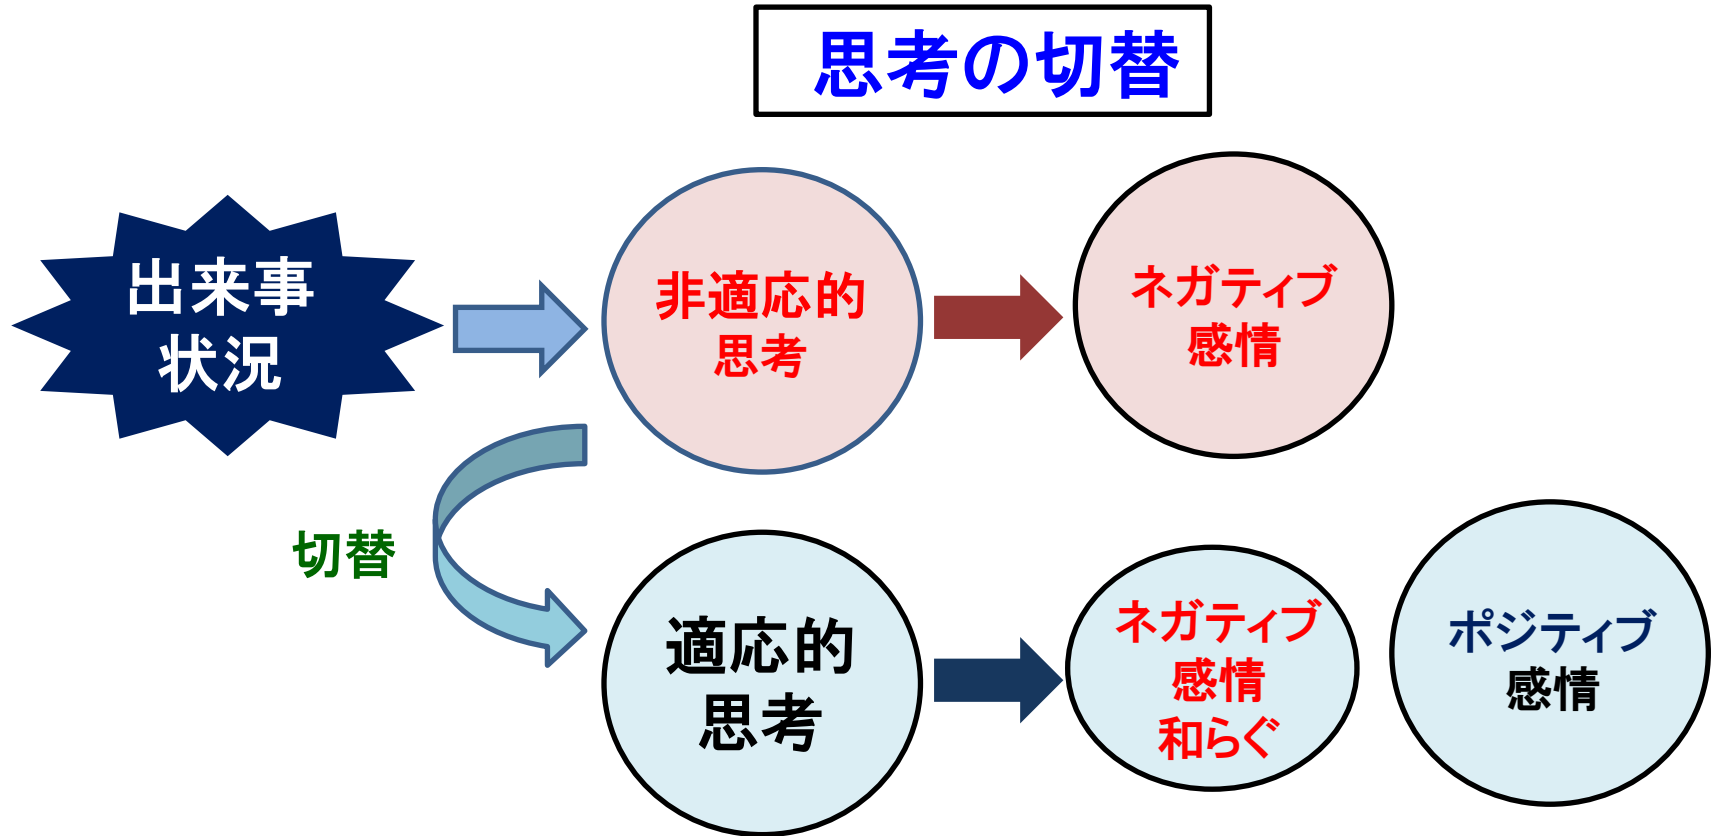 思考の切替
出来事
状況
非適応的
思考
ネガティブ
感情
切替
適応的
思考
ネガティブ
感情
和らぐ
ポジティブ
感情